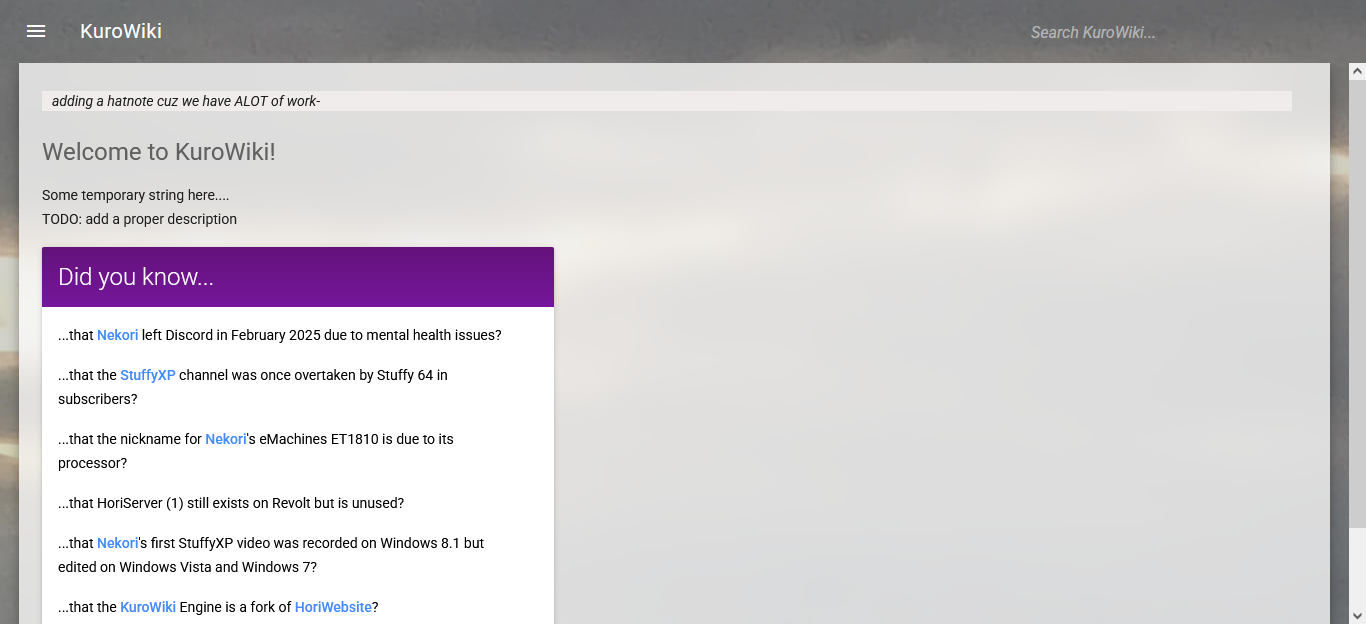 KuroWiki
Search KuroWiki...
adding a hatnote cuz we have ALOT of work-
Welcome to KuroWiki!
Some temporary string here....
TODO: add a proper description
Did you know...
...that Nekori left Discord in February 2025 due to mental health issues?
...that the StuffyXP channel was once overtaken by Stuffy 64 in
subscribers?
...that the nickname for Nekori's eMachines ET1810 is due to its
processor?
...that HoriServer (1) still exists on Revolt but is unused?
...that Nekori's first StuffyXP video was recorded on Windows 8.1 but
edited on Windows Vista and Windows 7?
...that the KuroWiki Engine is a fork of HoriWebsite?